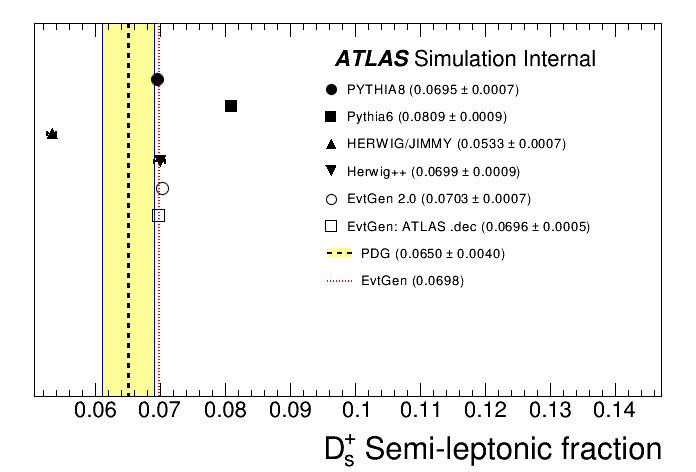 ATLAS Simulation Internal
PYTHIA8 (0.0695 ± 0.0007)
Pythia6 (0.0809 ± 0.0009)
HERWIG/JIMMY (0.0533 ± 0.0007)
Herwig++ (0.0699 ± 0.0009)
EvtGen 2.0 (0.0703 ± 0.0007)
EvtGen: ATLAS .dec (0.0696 ± 0.0005)
PDG (0.0650 ± 0.0040)
EvtGen (0.0698)
0.06 0.07 0.08 0.09 0.1 0.11 0.12 0.13 0.14
D_s^+ Semi-leptonic fraction